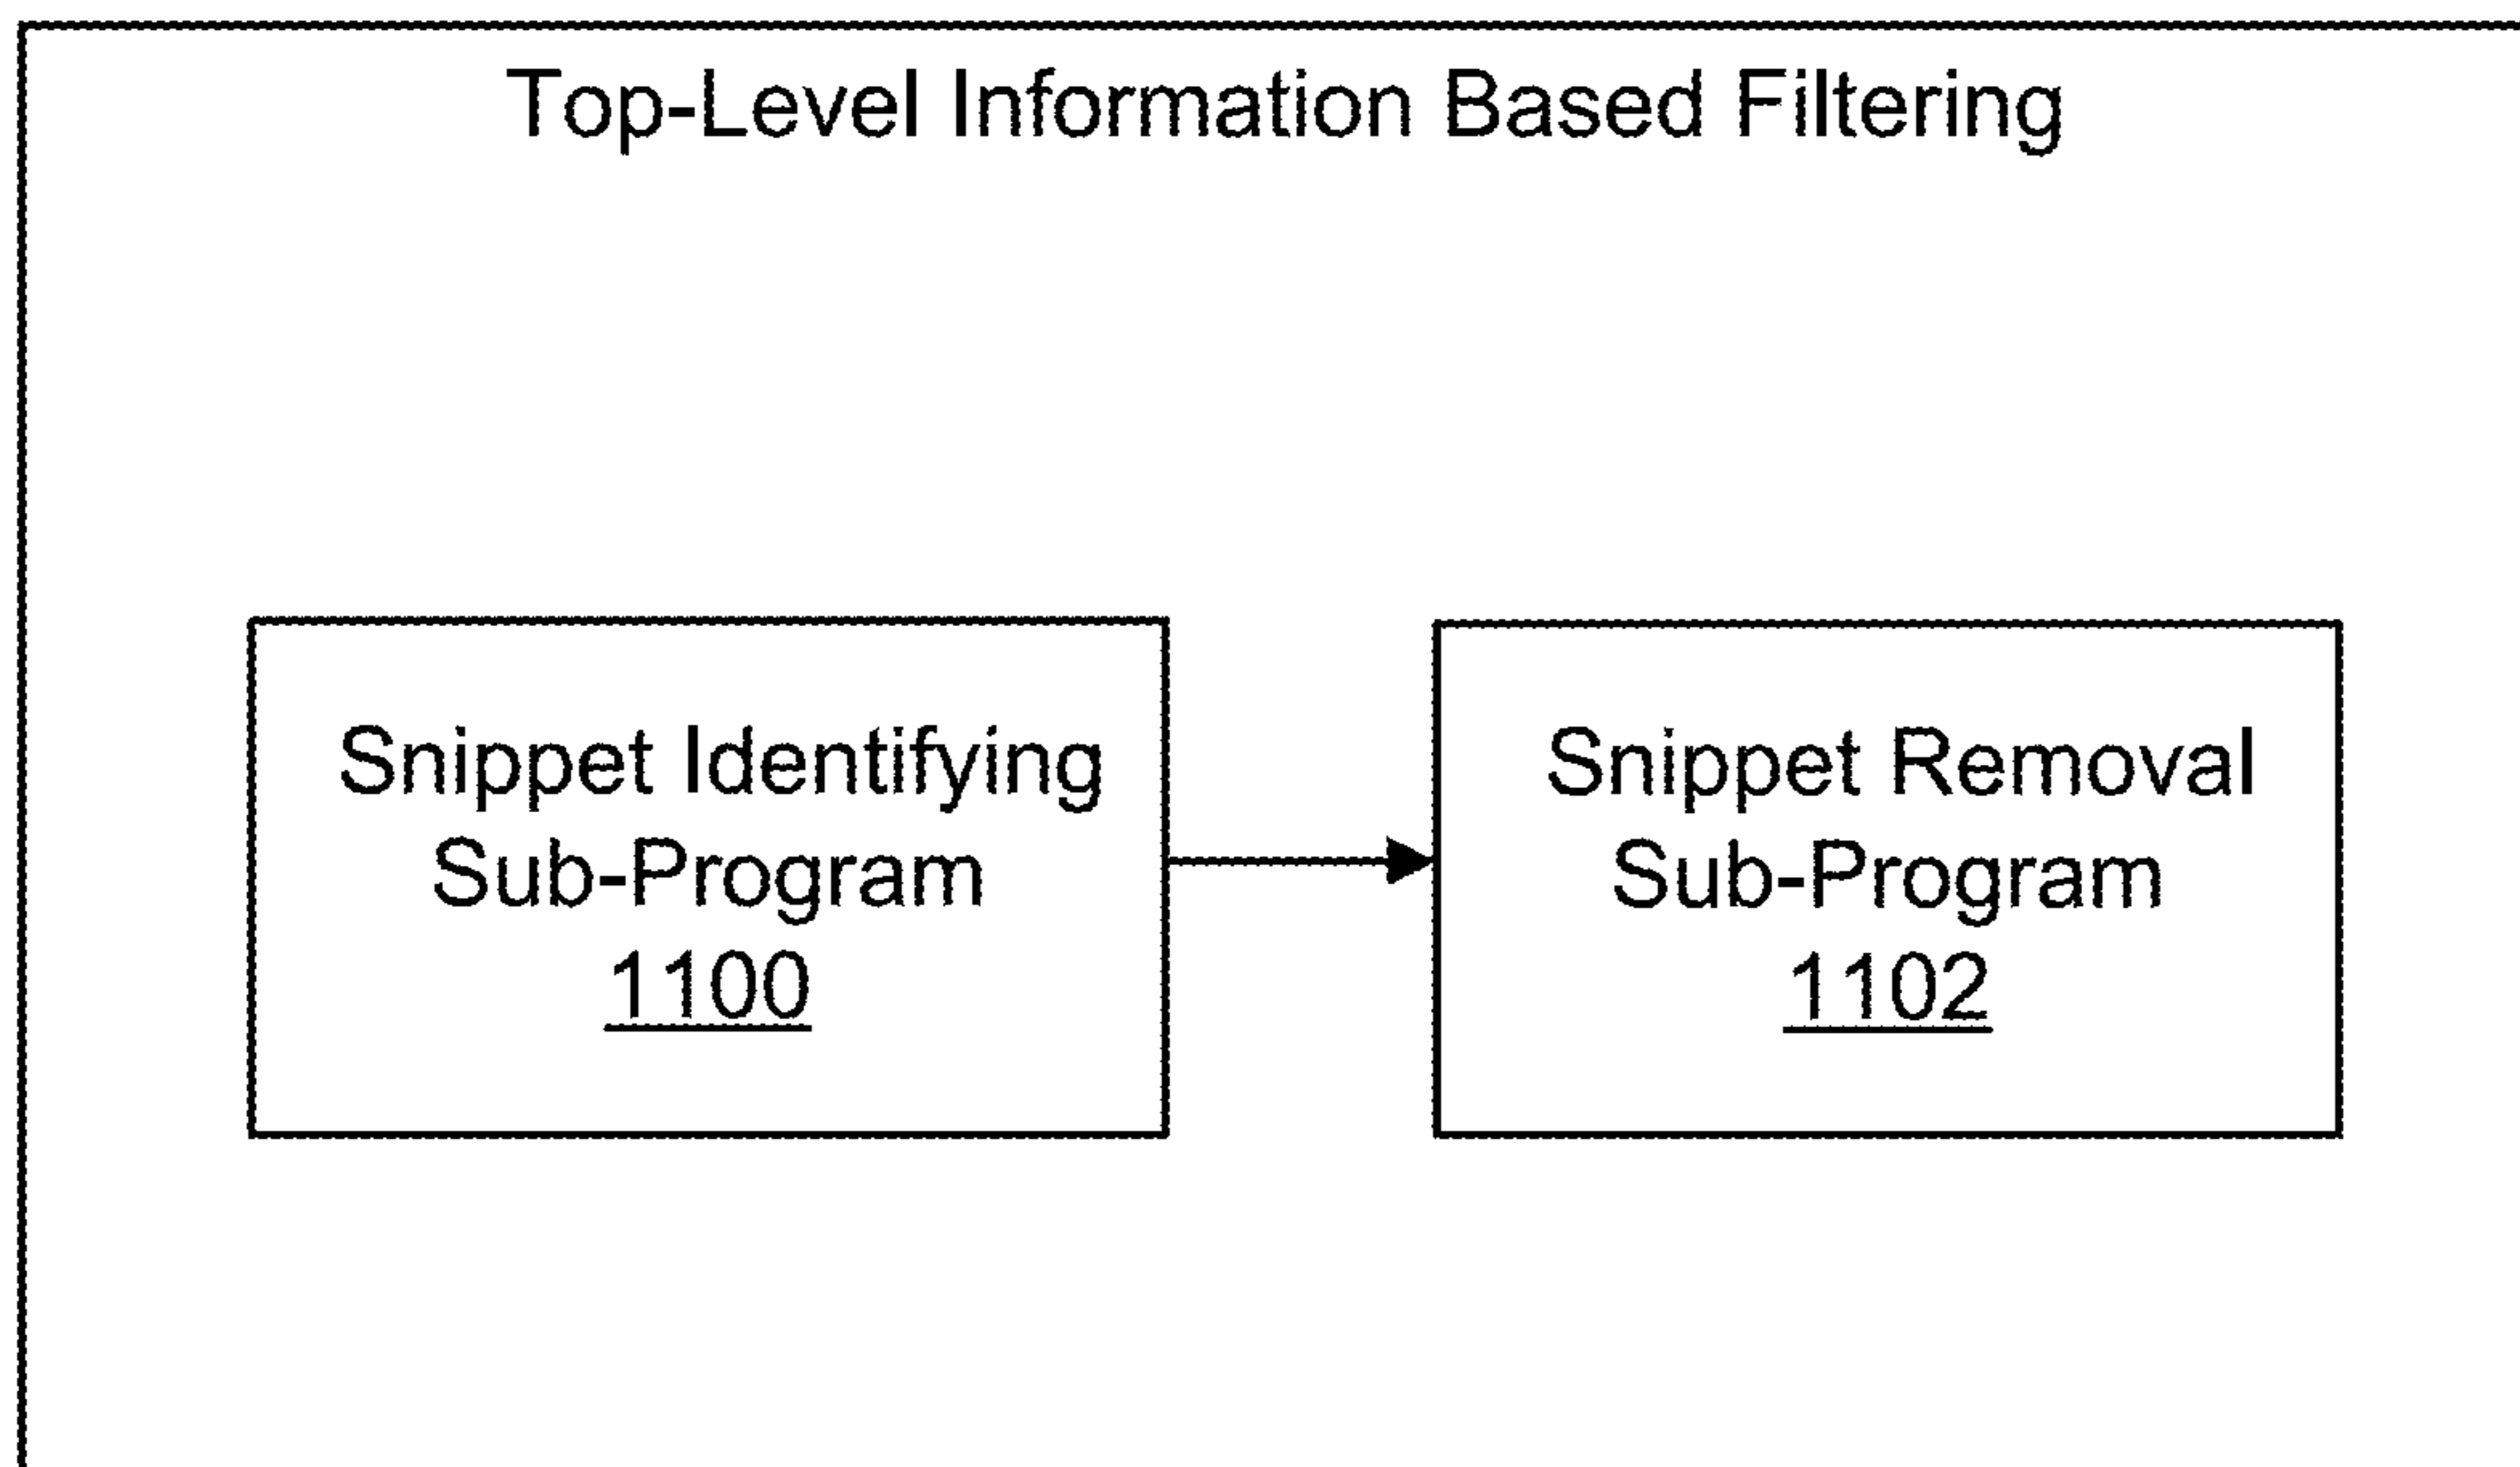 Top-Level Information Based Filtering
Snippet Identifying
Sub-Program
1100
Snippet Removal
Sub-Program
1102